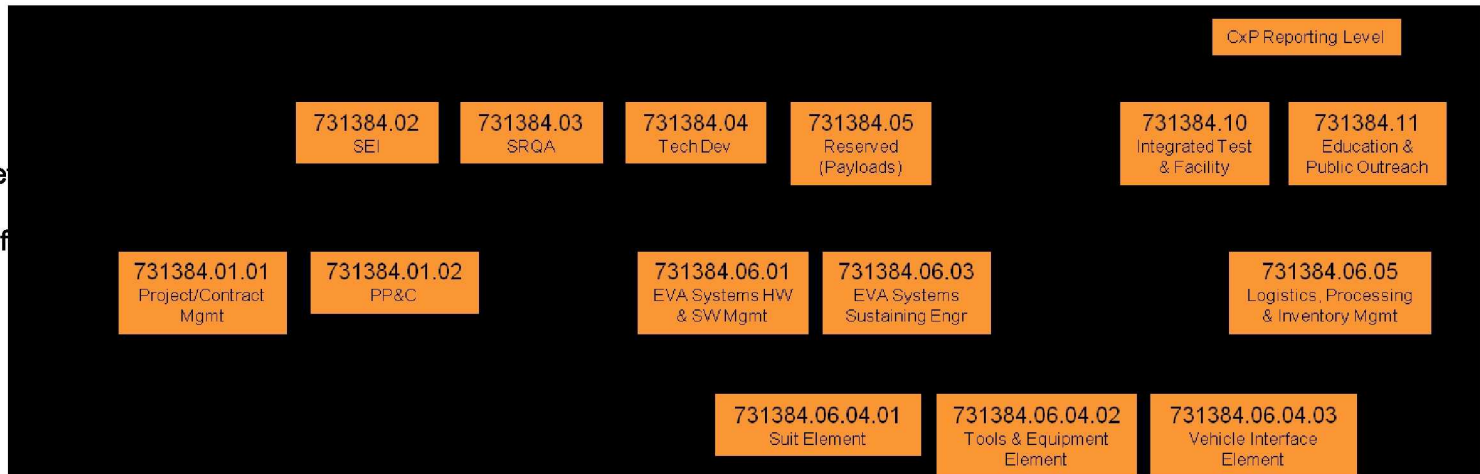 CxP Reporting Level
731384.02
SEI
731384.03
SRQA
731384.04
Tech Dev
731384.05
Reserved
(Payloads)
731384.10
Integrated Test
& Facility
731384.11
Education &
Public Outreach
731384.01.01
Project/Contract
Mgmt
731384.01.02
PP&C
731384.06.01
EVA Systems HW
& SW Mgmt
731384.06.03
EVA Systems
Sustaining Engr
731384.06.05
Logistics, Processing
& Inventory Mgmt
731384.06.04.01
Suit Element
731384.06.04.02
Tools & Equipment
Element
731384.06.04.03
Vehicle Interface
Element